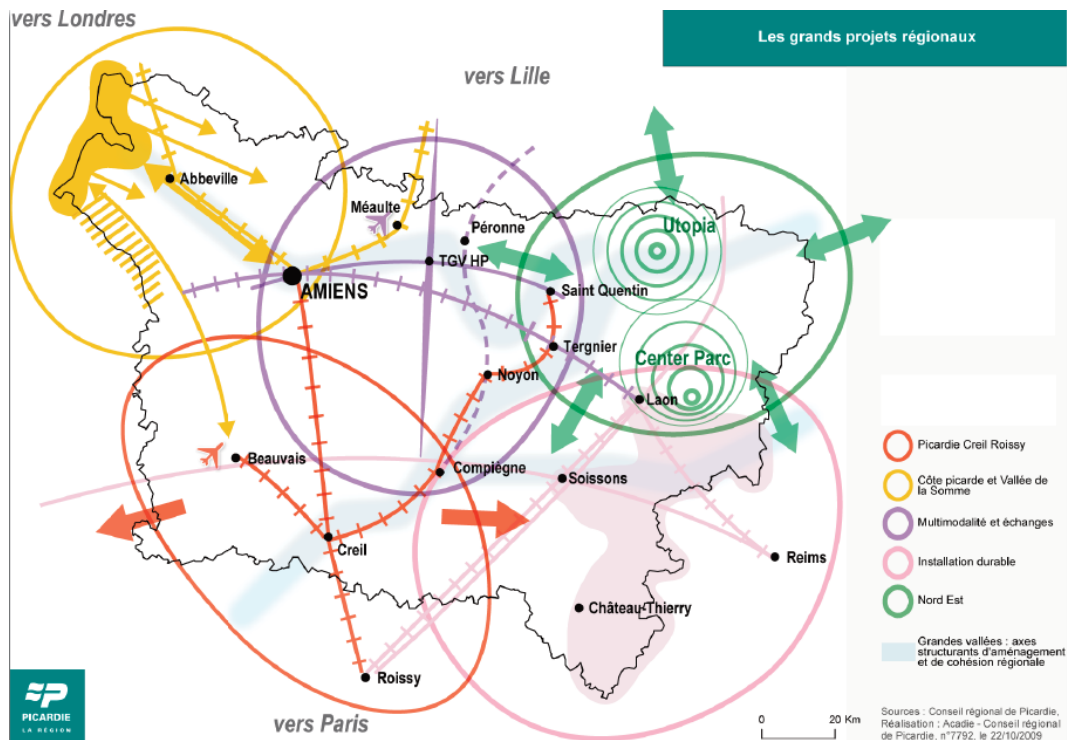 vers Londres
Les grands projets régionaux
vers Lille
Abbeville
Méaulte
Péronne
Utopia
TGV HP
AMIENS
Saint Quentin
Tergnier
Center Parc
Noyon
Laon
Beauvais
Compiègne
Soissons
Creil
Reims
Château-Thierry
Roissy
vers Paris
Picardie Creil Roissy
Côte picarde et Vallée de
la Somme
Multimodalité et échanges
Installation durable
Nord Est
Grandes vallées : axes
structurants d'aménagement
et de cohésion régionale
PICARDIE
LA RÉGION
0 20 Km
Sources : Conseil régional de Picardie,
Réalisation : Acadie - Conseil régional
de Picardie, n°7792, le 22/10/2009